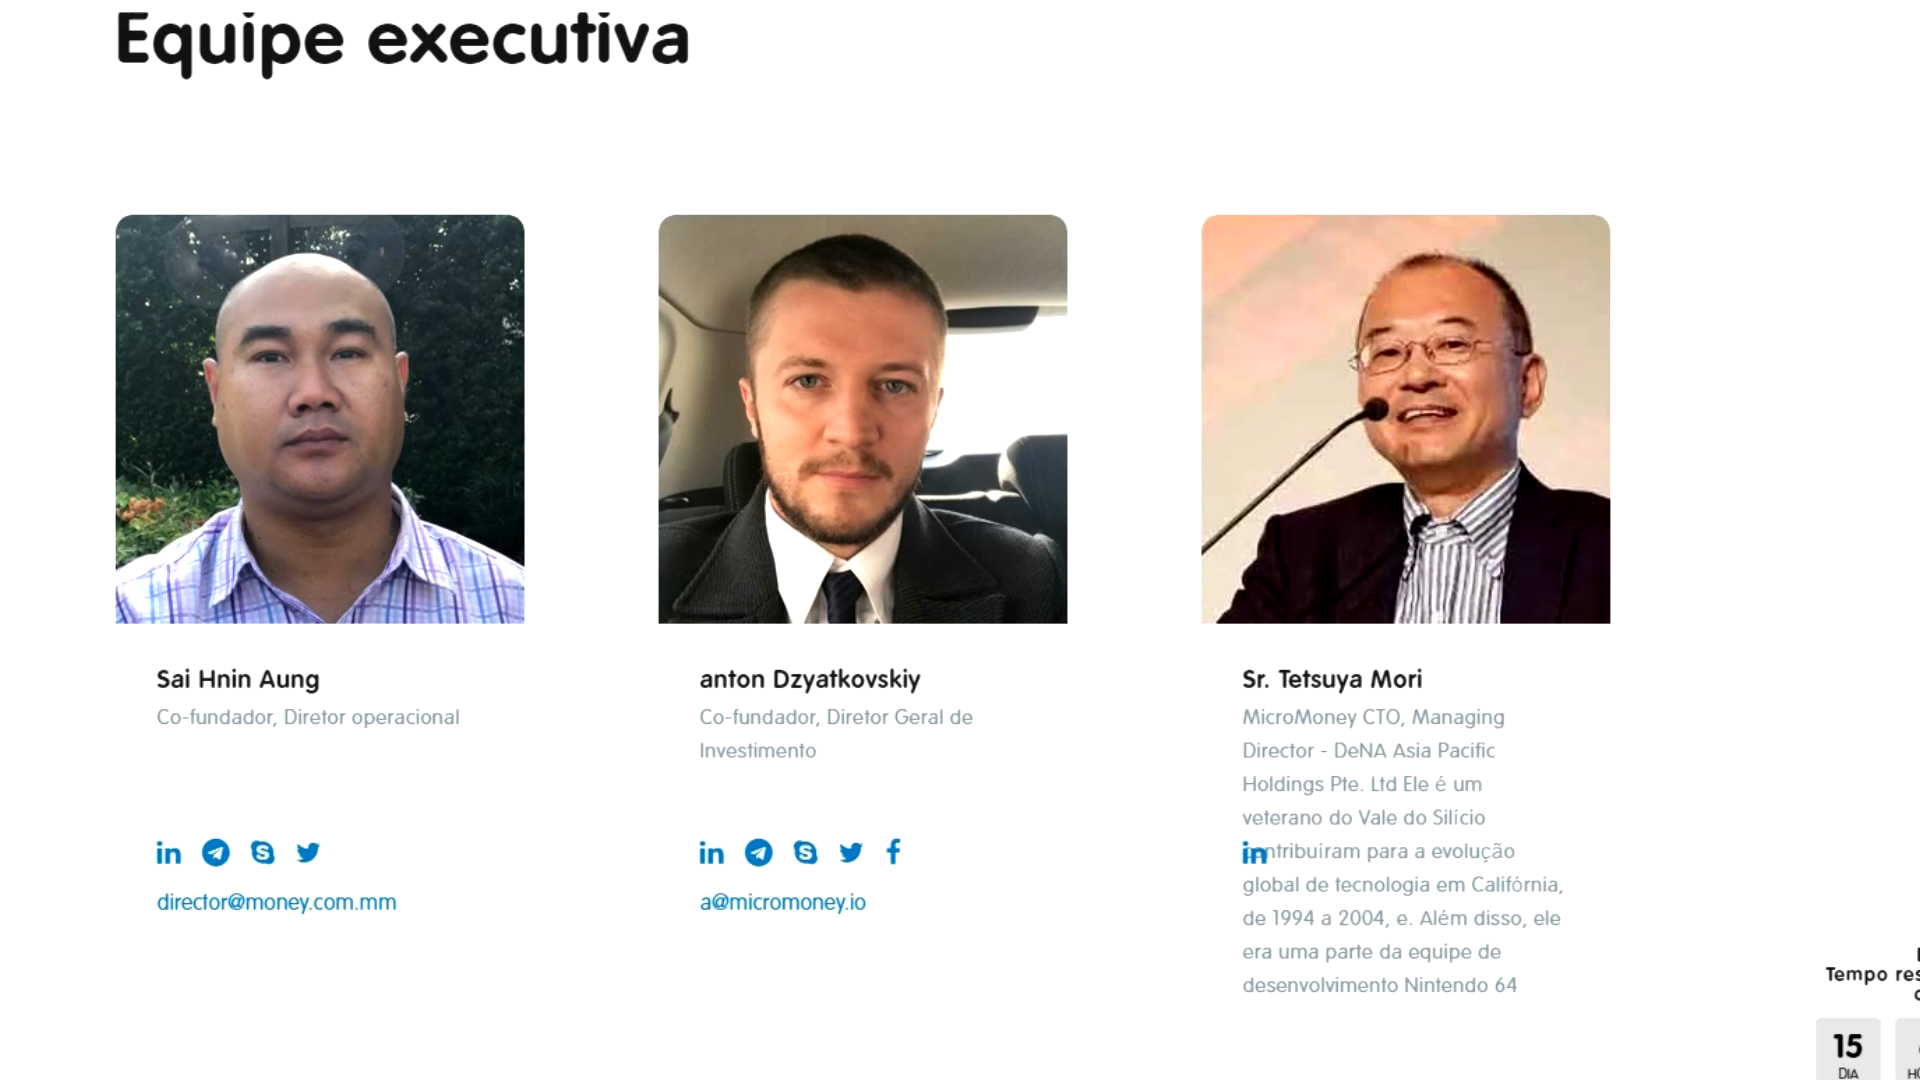 Equipe executiva
Sai Hnin Aung
Co-fundador, Diretor operacional
director@money.com.mm
anton Dzyatkovskiy
Co-fundador, Diretor Geral de
Investimento
a@micromoney.io
Sr. Tetsuya Mori
MicroMoney CTO, Managing
Director - DeNA Asia Pacific
Holdings Pte. Ltd Ele é um
veterano do Vale do Silício
contribuíram para a evolução
global de tecnologia em Califórnia,
de 1994 a 2004, e. Além disso, ele
era uma parte da equipe de
desenvolvimento Nintendo 64
Tempo
15
DIA